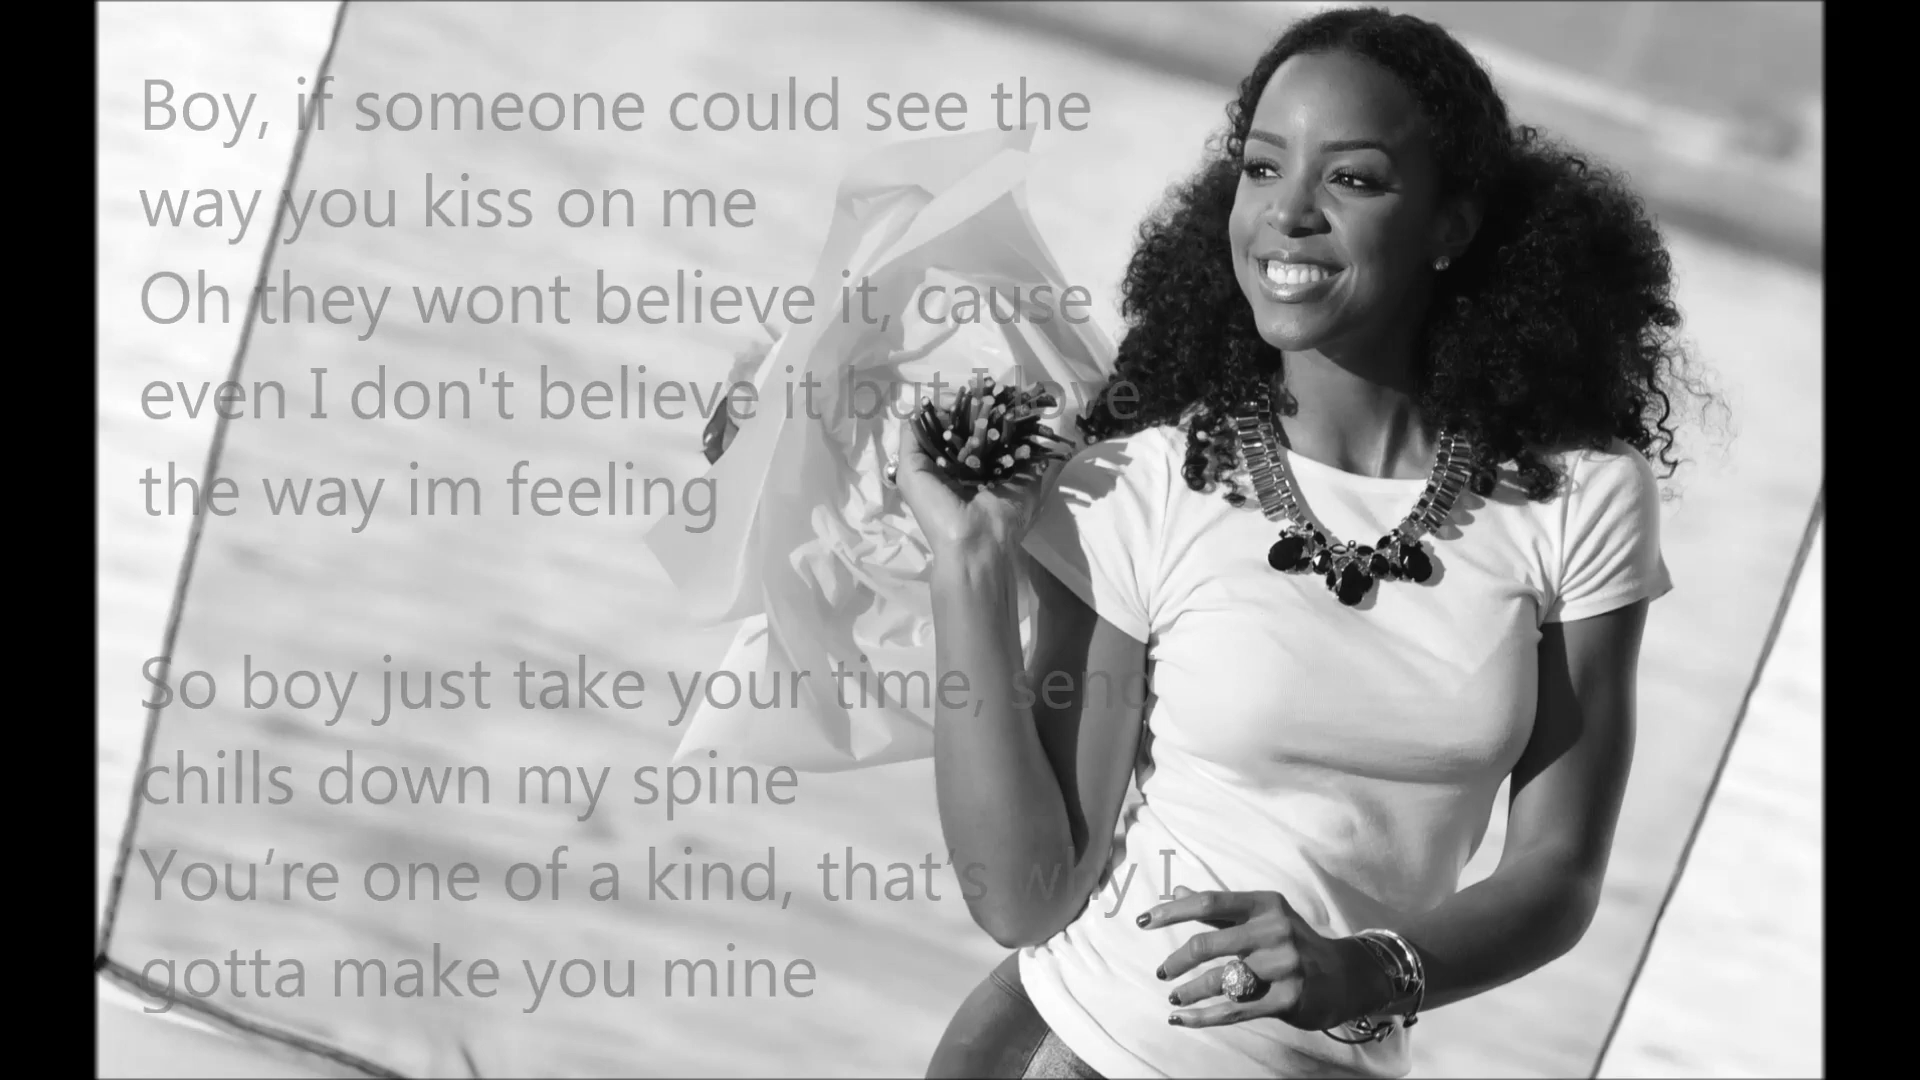 Boy, if someone could see the
way you kiss on me
Oh they wont believe it, cause
even I don't believe it but I love
the way im feeling
So boy just take your time, send
chills down my spine
You’re one of a kind, that’s why I
gotta make you mine